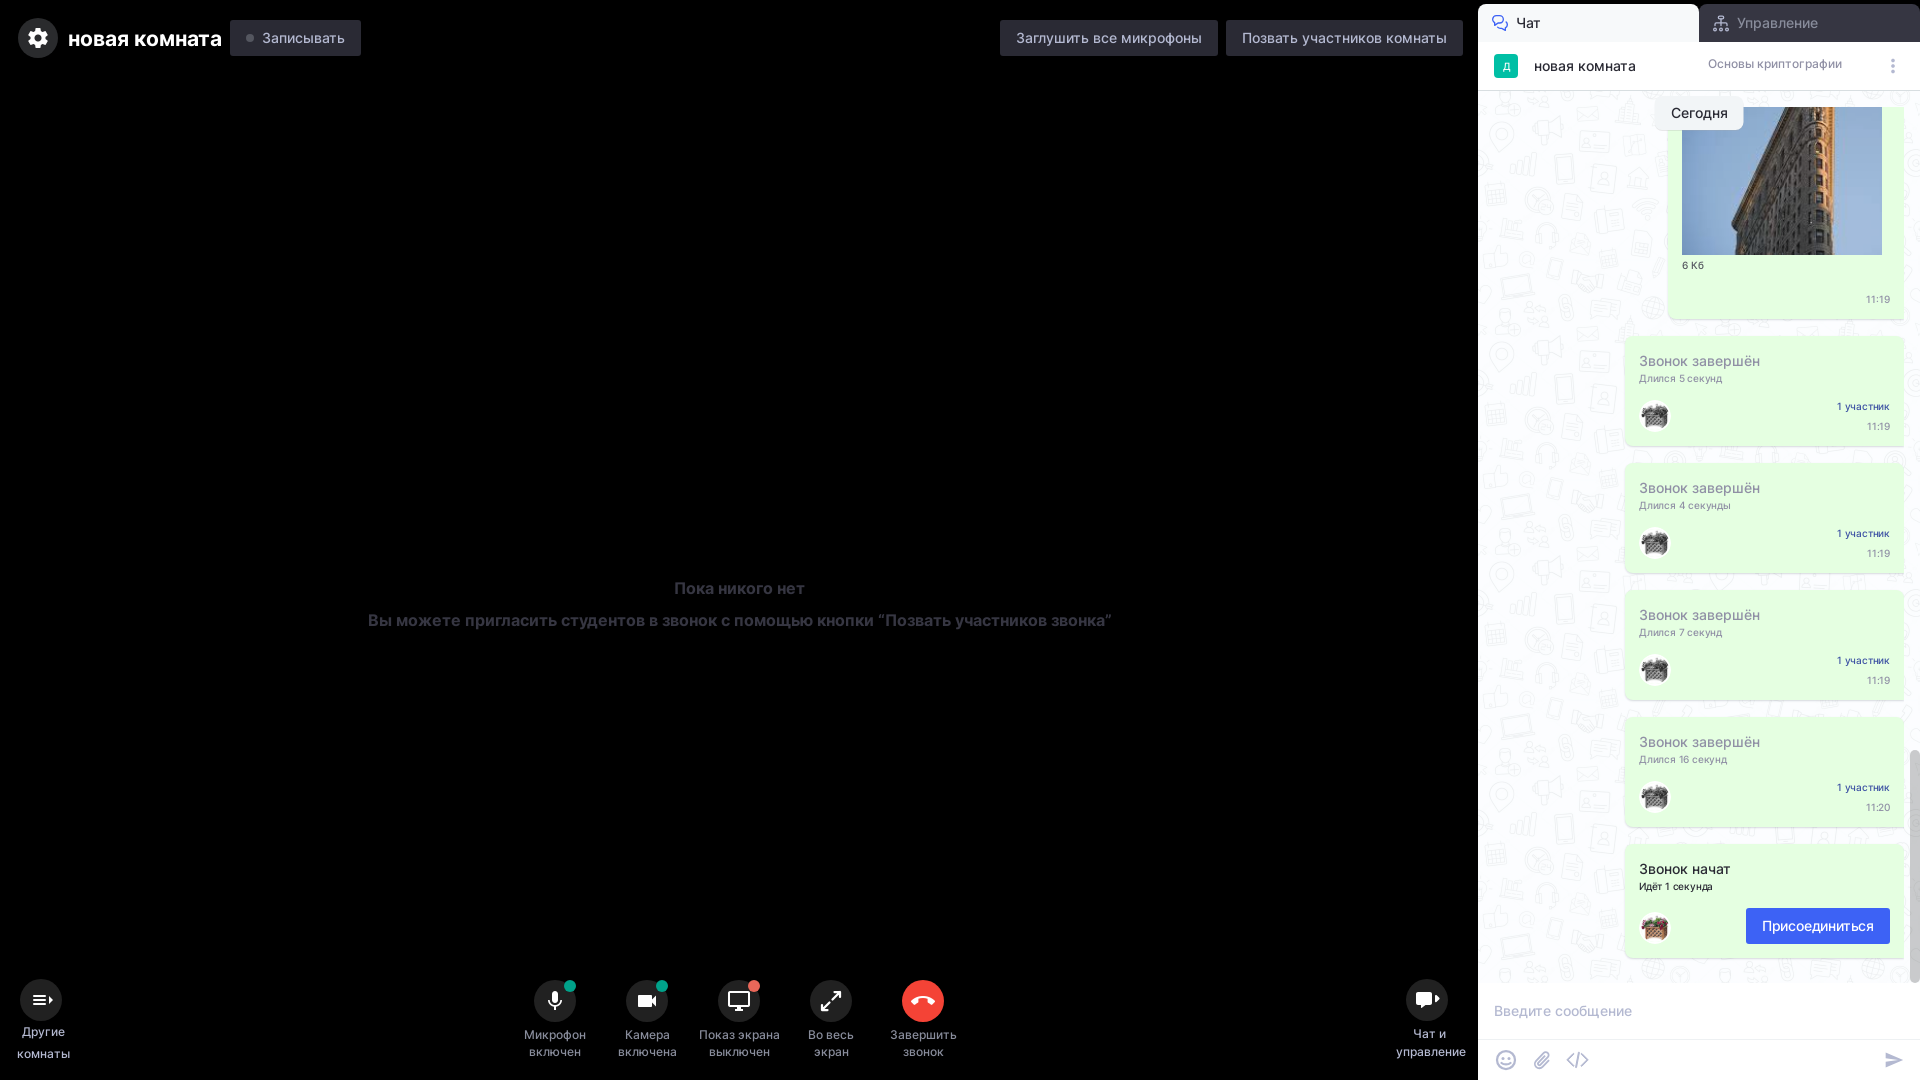 новая комната
Записывать
Заглушить все микрофоны
Позвать участников комнаты
Чат
Управление
Д
новая комната
Основы криптографии
Сегодня
6 Кб
11:19
Звонок завершён
Длился 5 секунд
1 участник
11:19
Звонок завершён
Длился 4 секунды
1 участник
11:19
Звонок завершён
Длился 7 секунд
1 участник
11:19
Звонок завершён
Длился 16 секунд
1 участник
11:20
Звонок начат
Идёт 1 секунда
Присоединиться
Пока никого нет
Вы можете пригласить студентов в звонок с помощью кнопки “Позвать участников звонка”
Другие
комнаты
Микрофон
включен
Камера
включена
Показ экрана
выключен
Во весь
экран
Завершить
звонок
Чат и
управление
Введите сообщение